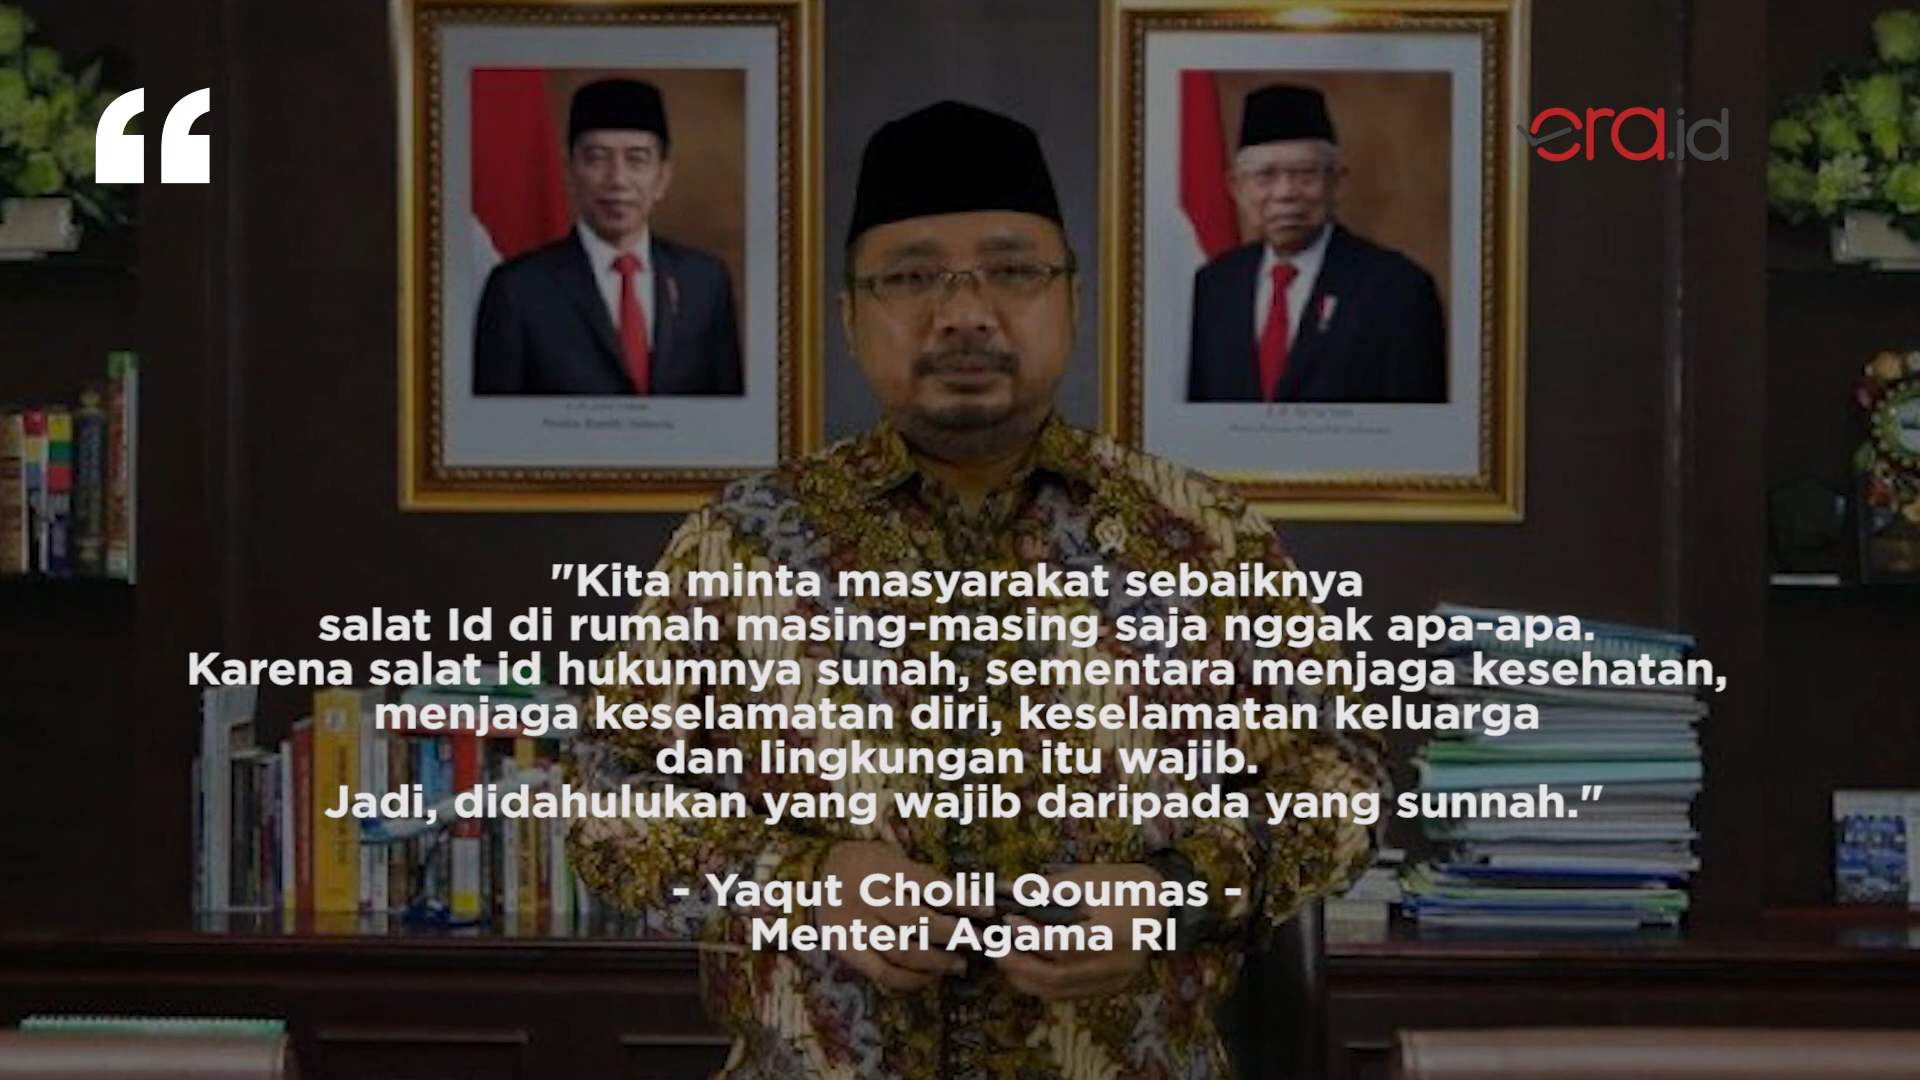 era.id
"Kita minta masyarakat sebaiknya
salat Id di rumah masing-masing saja nggak apa-apa.
Karena salat id hukumnya sunah, sementara menjaga kesehatan,
menjaga keselamatan diri, keselamatan keluarga
dan lingkungan itu wajib.
Jadi, didahulukan yang wajib daripada yang sunnah."
- Yaqut Cholil Qoumas -
Menteri Agama RI